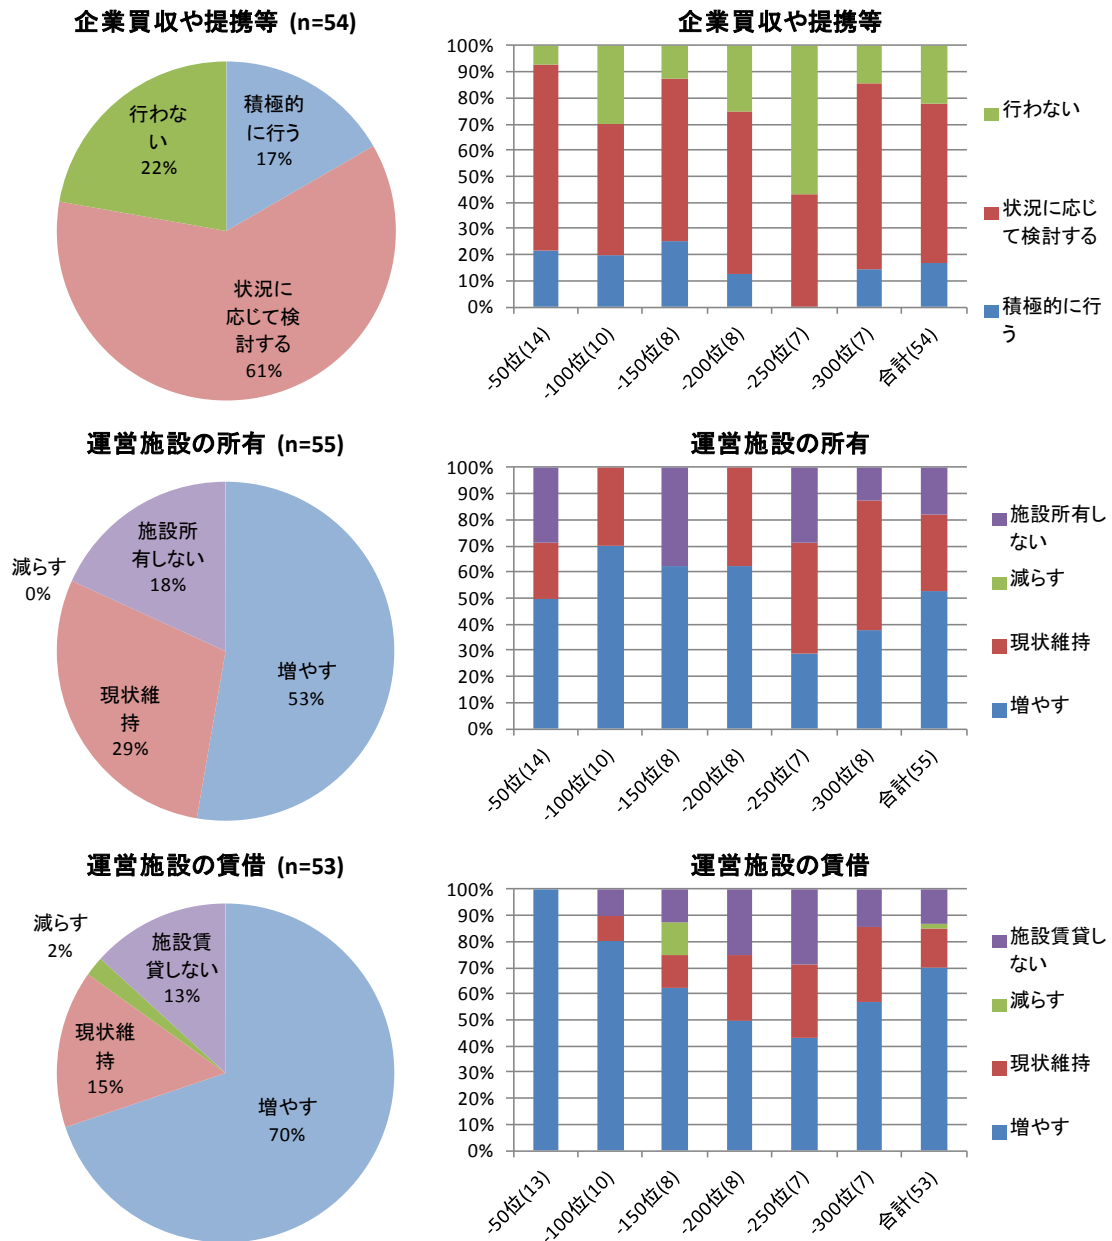 企業買収や提携等 (n=54)
行わな
い
22%
積極的
に行う
17%
状況に
応じて検
討する
61%
企業買収や提携等
100%
90%
80%
70%
60%
50%
40%
30%
20%
10%
0%
-50位(14)
-100位(10)
-150位(8)
-200位(8)
-250位(7)
-300位(7)
合計(54)
行わない
状況に応じ
て検討する
積極的に行
う
運営施設の所有 (n=55)
減らす
0%
施設所
有しない
18%
現状維
持
29%
増やす
53%
運営施設の所有
100%
90%
80%
70%
60%
50%
40%
30%
20%
10%
0%
-50位(14)
-100位(10)
-150位(8)
-200位(8)
-250位(7)
-300位(8)
合計(55)
施設所有し
ない
減らす
現状維持
増やす
運営施設の賃借 (n=53)
減らす
2%
施設賃
貸しない
13%
現状維
持
15%
増やす
70%
運営施設の賃借
100%
90%
80%
70%
60%
50%
40%
30%
20%
10%
0%
-50位(13)
-100位(10)
-150位(8)
-200位(8)
-250位(7)
-300位(7)
合計(53)
施設賃貸し
ない
減らす
現状維持
増やす